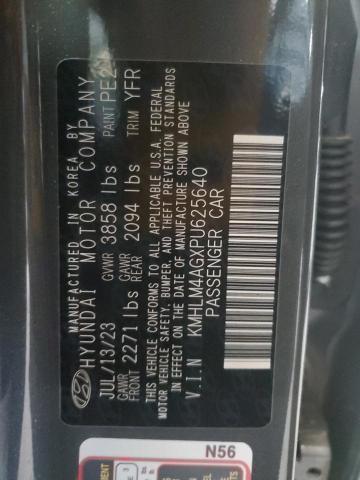 MANUFACTURED IN KOREA BY
HYUNDAI MOTOR COMPANY
JUL/13/23 GVWR 3858 lbs PAINT PE2
GAWR FRONT 2271 lbs GAWR REAR 2094 lbs TRIM YFR
THIS VEHICLE CONFORMS TO ALL APPLICABLE U.S.A. FEDERAL
MOTOR VEHICLE SAFETY, BUMPER, AND THEFT PREVENTION STANDARDS
IN EFFECT ON THE DATE OF MANUFACTURE SHOWN ABOVE
V.I.N KMHLM4AGXPU625640
PASSENGER CAR
N56